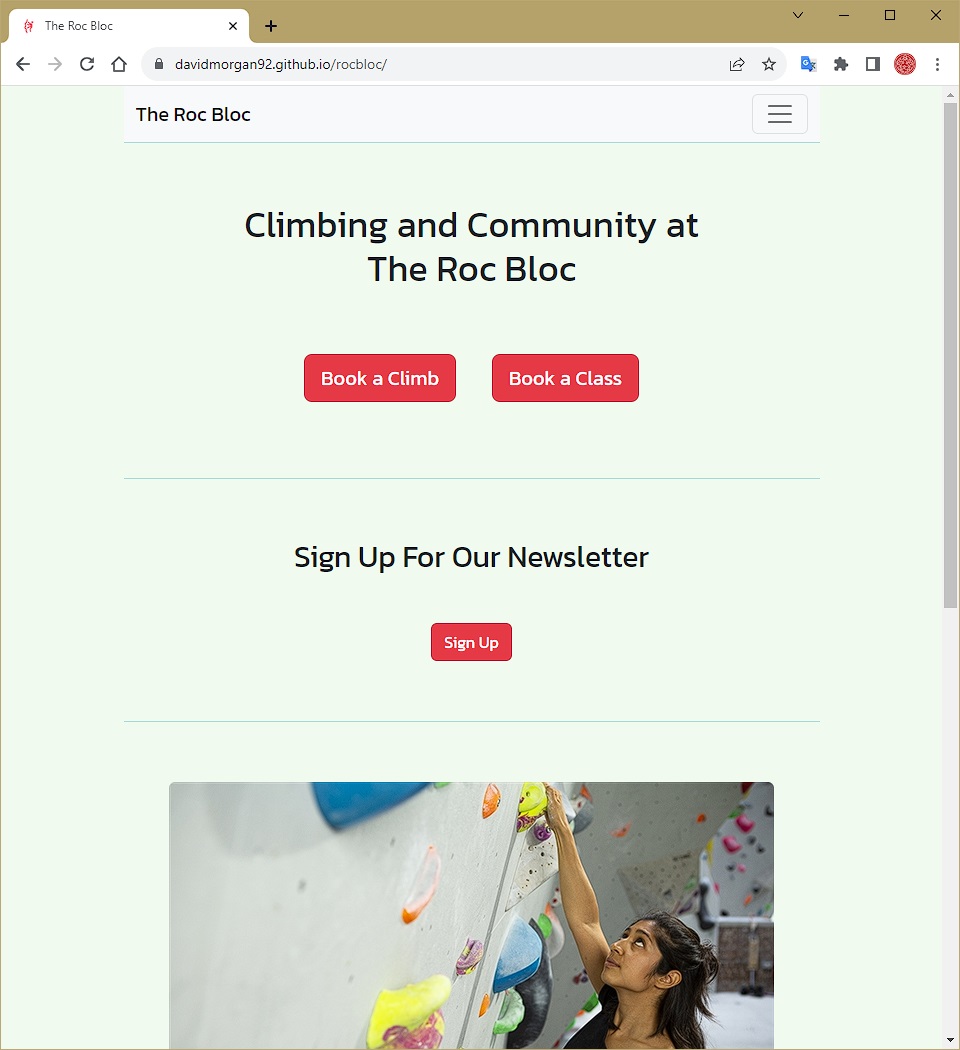 The Roc Bloc
davidmorgan92.github.io/rocbloc/
The Roc Bloc
Climbing and Community at
The Roc Bloc
Book a Climb
Book a Class
Sign Up For Our Newsletter
Sign Up